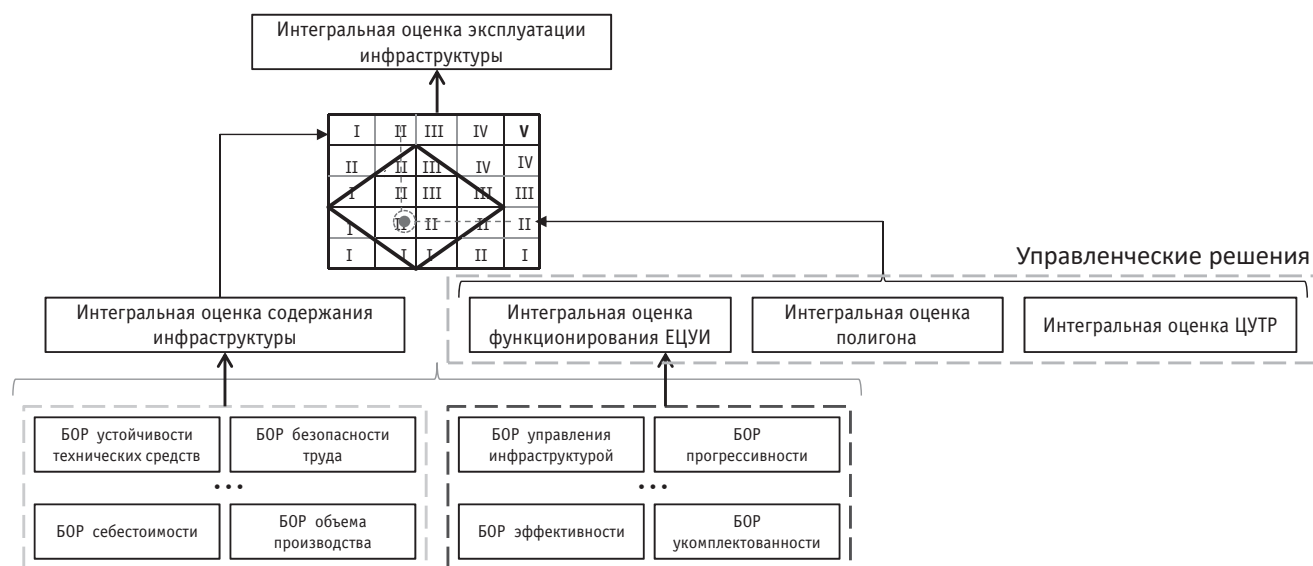 Интегральная оценка эксплуатации
инфраструктуры
I II III IV V
II II III IV IV
I II III III III
I II II II II
I I I II I
Управленческие решения
Интегральная оценка содержания
инфраструктуры
Интегральная оценка
функционирования ЕЦУИ
Интегральная оценка
полигона
Интегральная оценка ЦУТР
БОР устойчивости
технических средств
БОР безопасности
труда
БОР управления
инфраструктурой
БОР
прогрессивности
...
...
БОР себестоимости
БОР объема
производства
БОР эффективности
БОР
укомплектованности